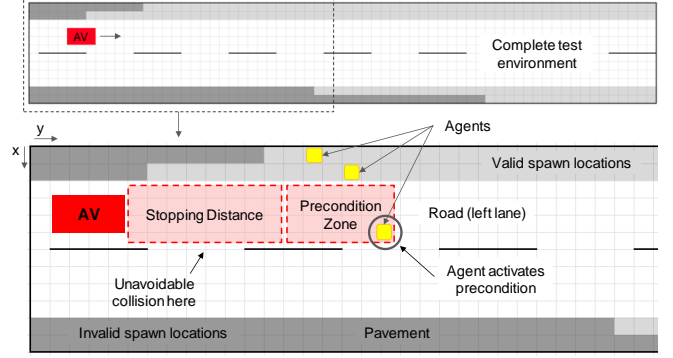 AV
Complete test
environment
y
x
Agents
Valid spawn locations
AV
Stopping Distance
Precondition
Zone
Road (left lane)
Unavoidable
collision here
Agent activates
precondition
Invalid spawn locations
Pavement